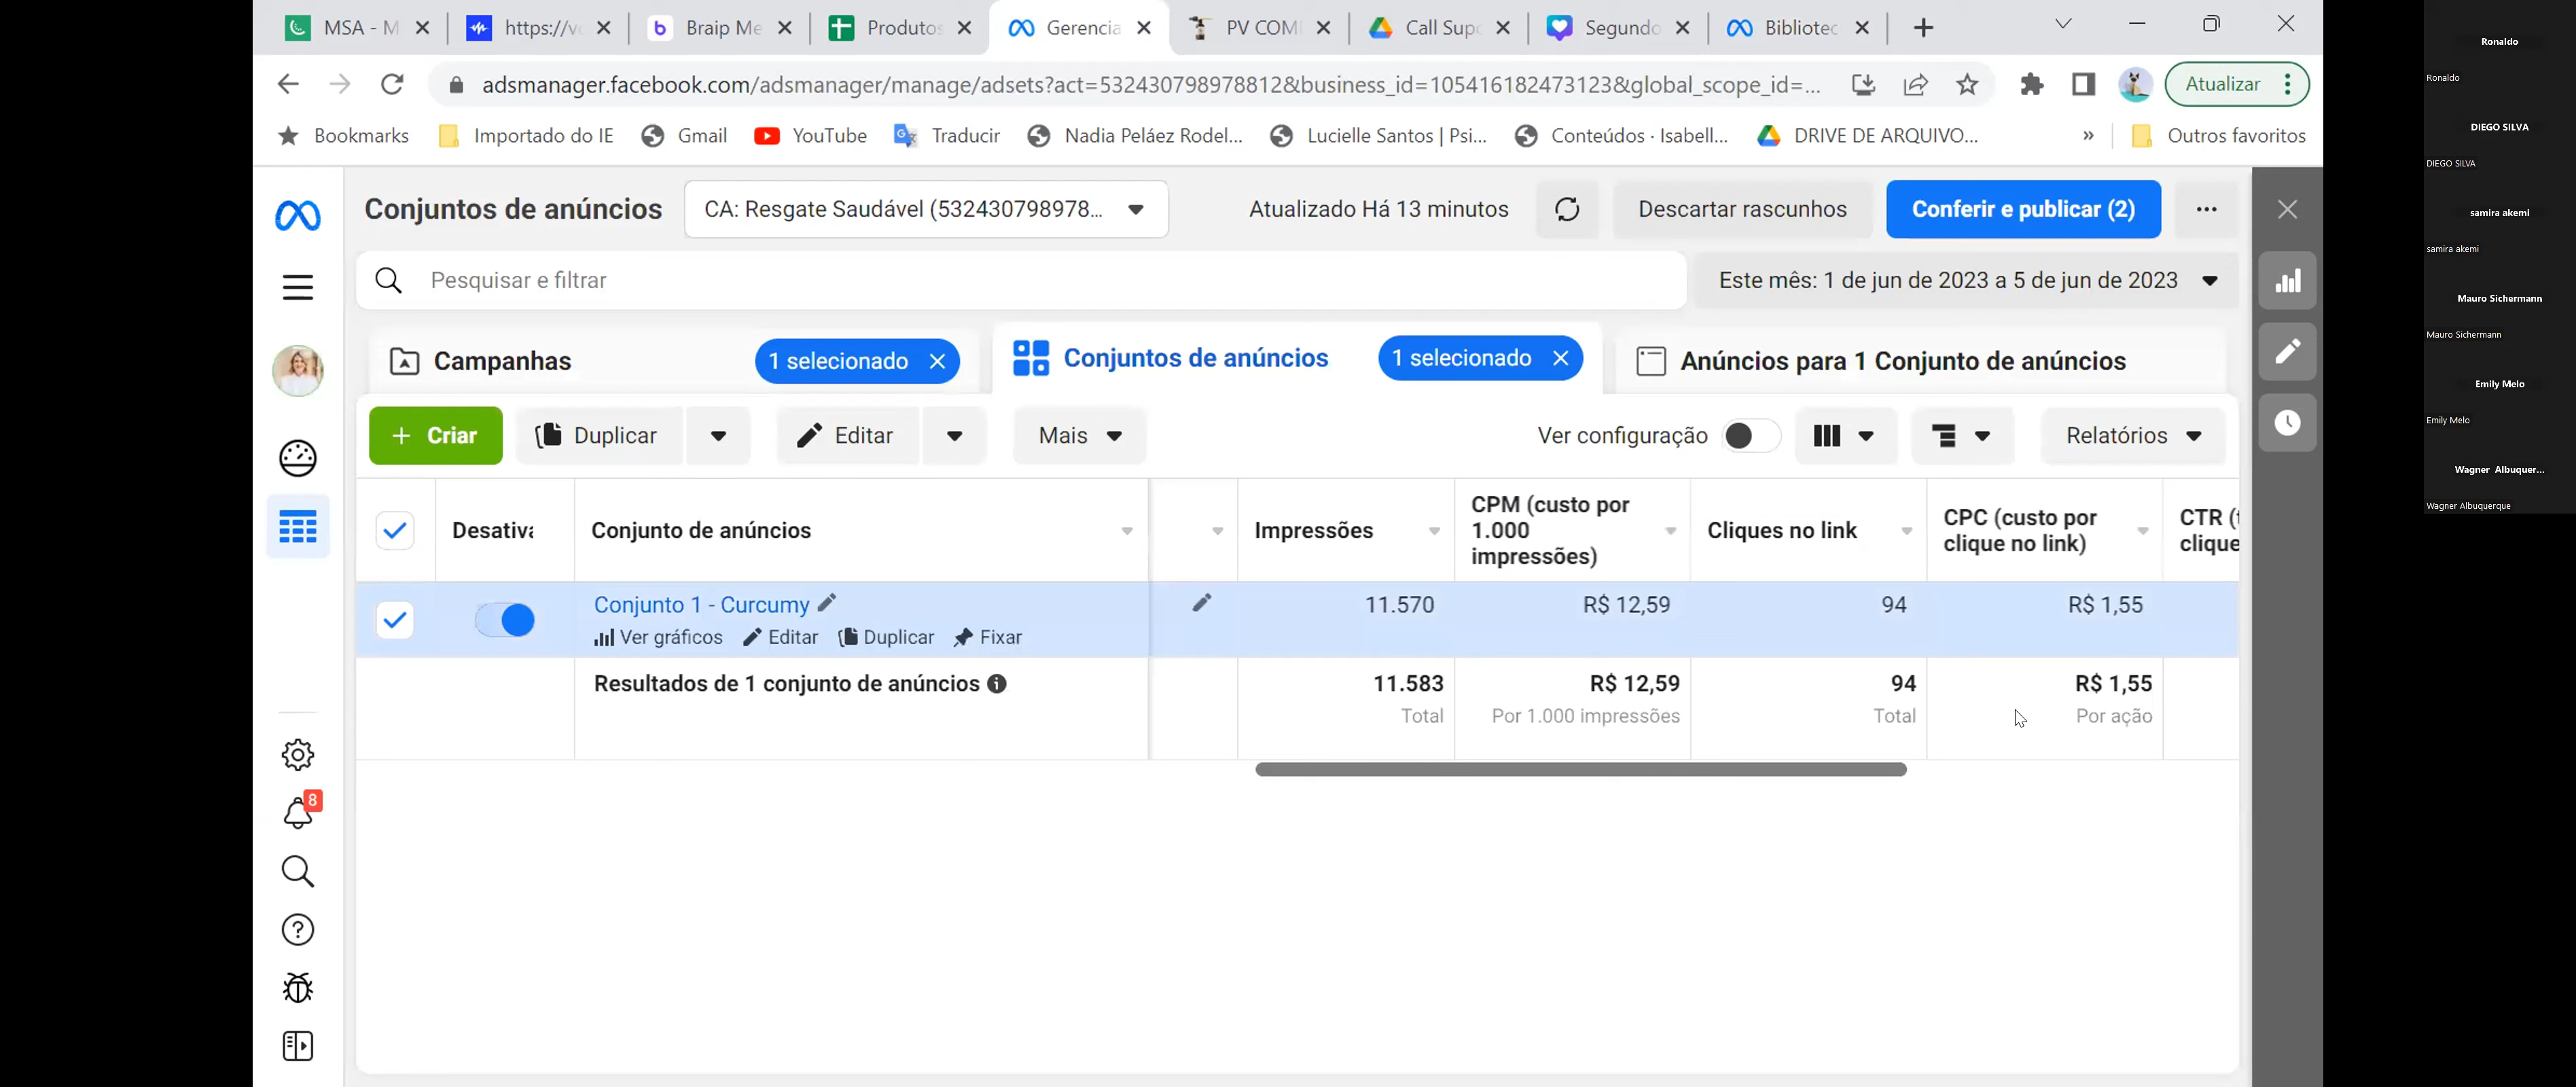 MSA - M
https://v
Braip Me
Produtos
Gerencia
PV COM
Call Supo
Segundo
Bibliotec
adsmanager.facebook.com/adsmanager/manage/adsets?act=532430798978812&business_id=105416182473123&global_scope_id=...
Atualizar
Bookmarks
Importado do IE
Gmail
YouTube
Traducir
Nadia Peláez Rodel...
Lucielle Santos | Psi...
Conteúdos · Isabell...
DRIVE DE ARQUIVO...
»
Outros favoritos
Conjuntos de anúncios
CA: Resgate Saudável (532430798978...
Atualizado Há 13 minutos
Descartar rascunhos
Conferir e publicar (2)
Pesquisar e filtrar
Este mês: 1 de jun de 2023 a 5 de jun de 2023
Campanhas
1 selecionado
Conjuntos de anúncios
1 selecionado
Anúncios para 1 Conjunto de anúncios
+ Criar
Duplicar
Editar
Mais
Ver configuração
Relatórios
Desativa
Conjunto de anúncios
Impressões
CPM (custo por
1.000
impressões)
Cliques no link
CPC (custo por
clique no link)
CTR (t
clique
Conjunto 1 - Curcumy
11.570
R$ 12,59
94
R$ 1,55
Ver gráficos
Editar
Duplicar
Fixar
Resultados de 1 conjunto de anúncios
11.583
R$ 12,59
94
R$ 1,55
Total
Por 1.000 impressões
Total
Por ação
8
Ronaldo
Ronaldo
DIEGO SILVA
DIEGO SILVA
samira akemi
samira akemi
Mauro Sichermann
Mauro Sichermann
Emily Melo
Emily Melo
Wagner Albuquer...
Wagner Albuquerque